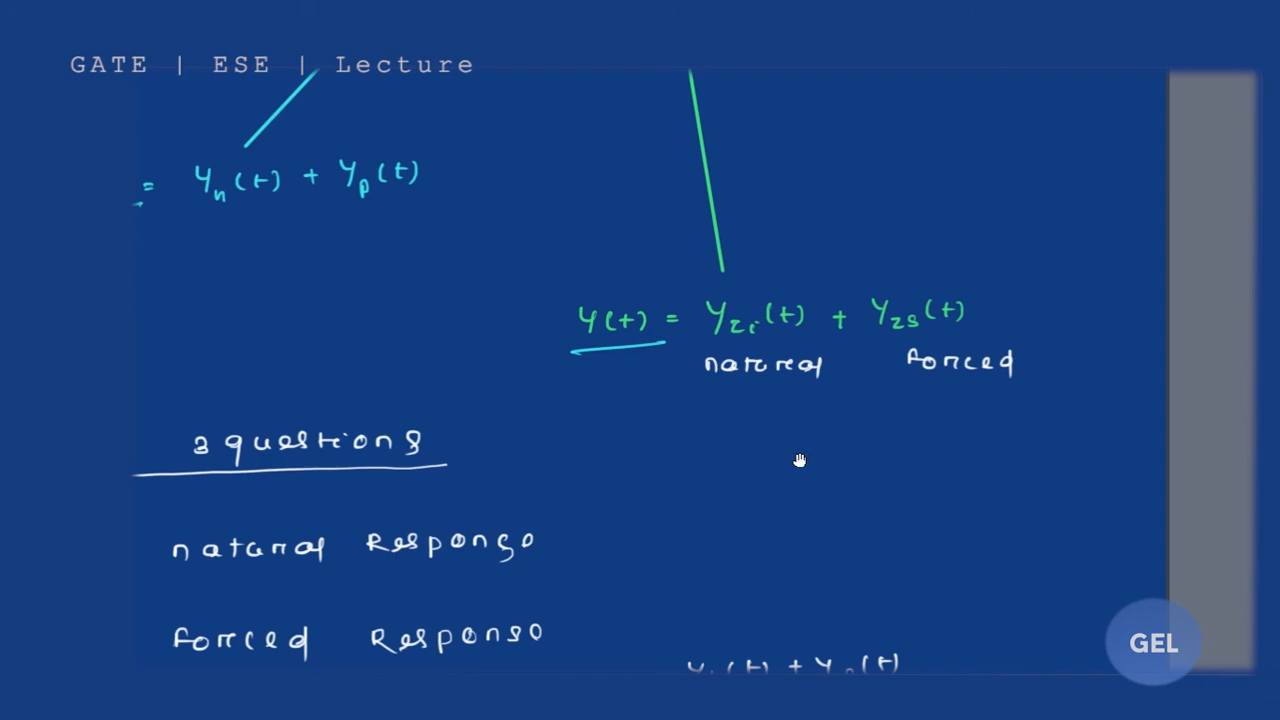 GATE | ESE | Lecture
= yn(t) + yp(t)
y(t) = yzi(t) + yzs(t)
natural forced
3 questions
natural Response
forced Response
GEL